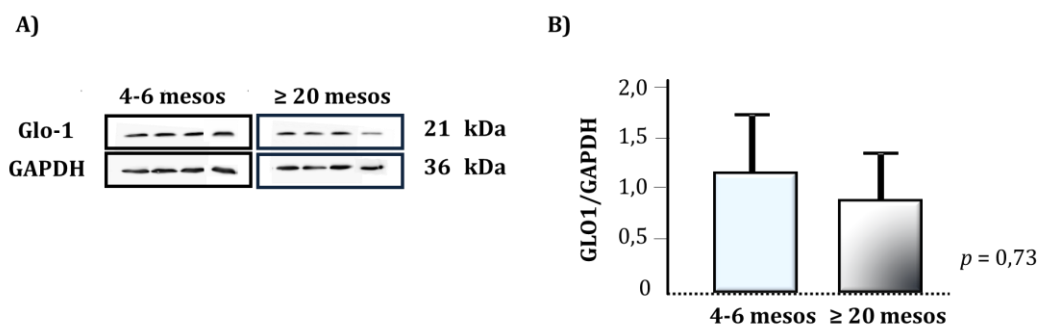 A)
4-6 mesos ≥ 20 mesos
Glo-1 21 kDa
GAPDH 36 kDa
B)
GLO1/GAPDH
2,0
1,5
1,0
0,5
0
4-6 mesos ≥ 20 mesos
p = 0,73